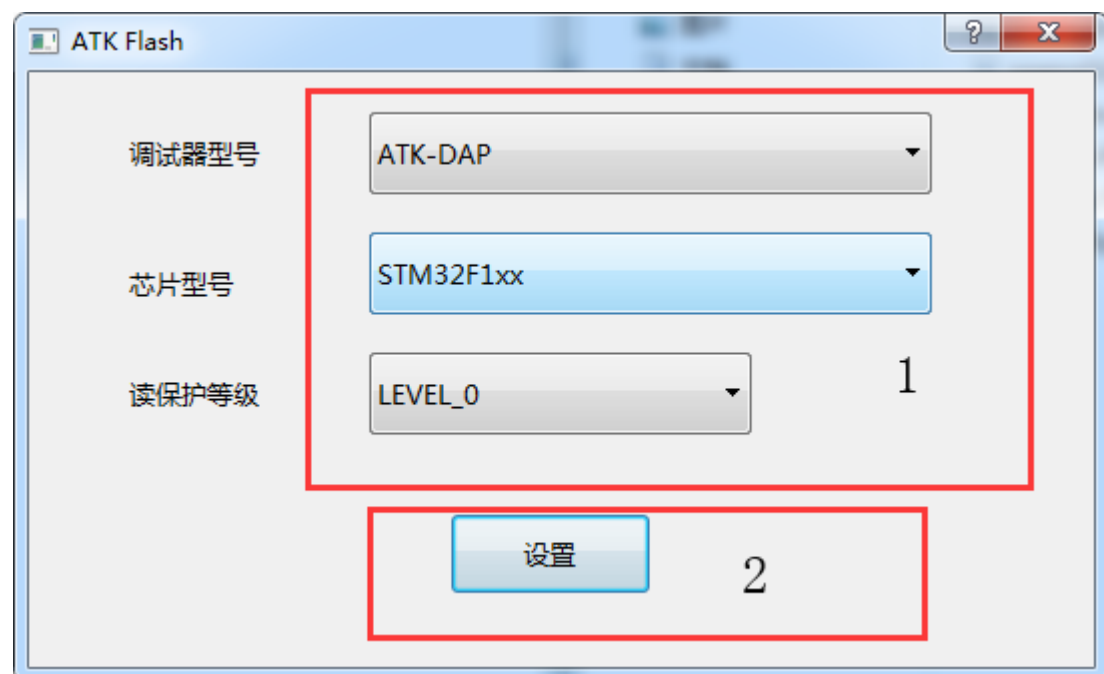 ATK Flash
调试器型号
ATK-DAP
芯片型号
STM32F1xx
读保护等级
LEVEL_0
1
设置
2